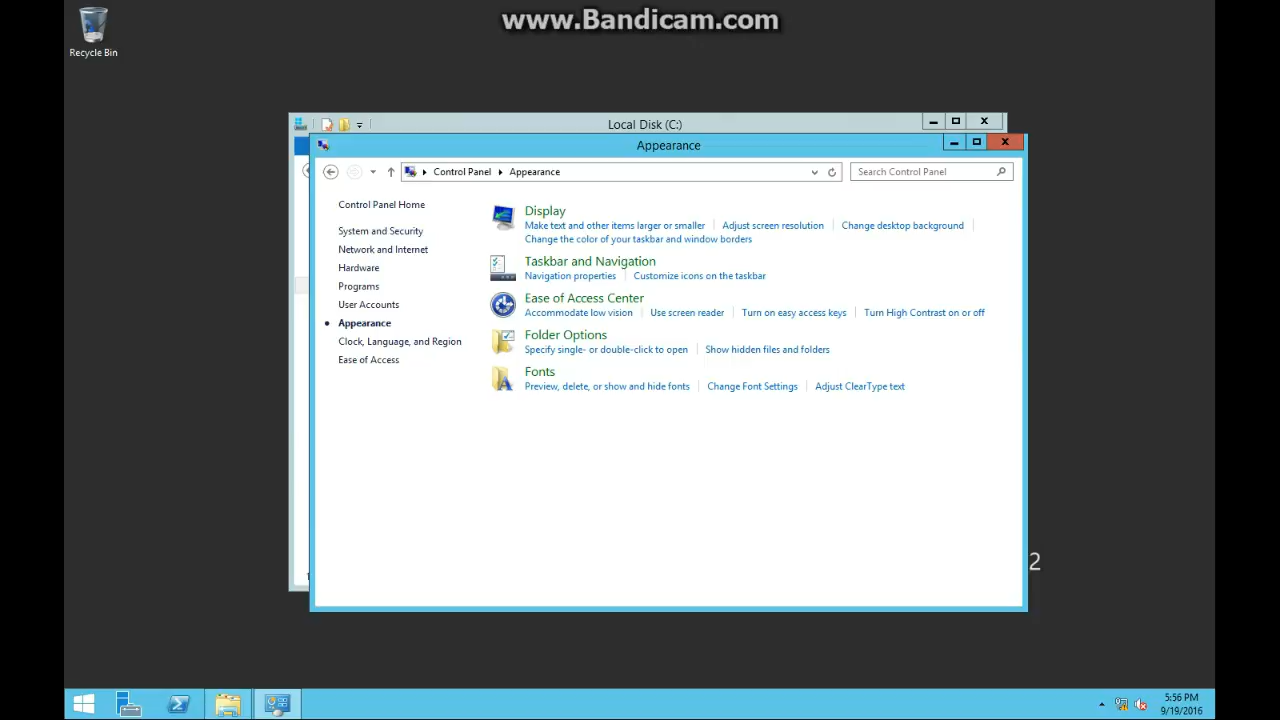 www.Bandicam.com
Recycle Bin
Local Disk (C:)
Appearance
Control Panel Appearance
Search Control Panel
Control Panel Home
System and Security
Network and Internet
Hardware
Programs
User Accounts
Appearance
Clock, Language, and Region
Ease of Access
Display
Make text and other items larger or smaller Adjust screen resolution Change desktop background
Change the color of your taskbar and window borders
Taskbar and Navigation
Navigation properties Customize icons on the taskbar
Ease of Access Center
Accommodate low vision Use screen reader Turn on easy access keys Turn High Contrast on or off
Folder Options
Specify single- or double-click to open Show hidden files and folders
Fonts
Preview, delete, or show and hide fonts Change Font Settings Adjust ClearType text
2
5:56 PM
9/19/2016